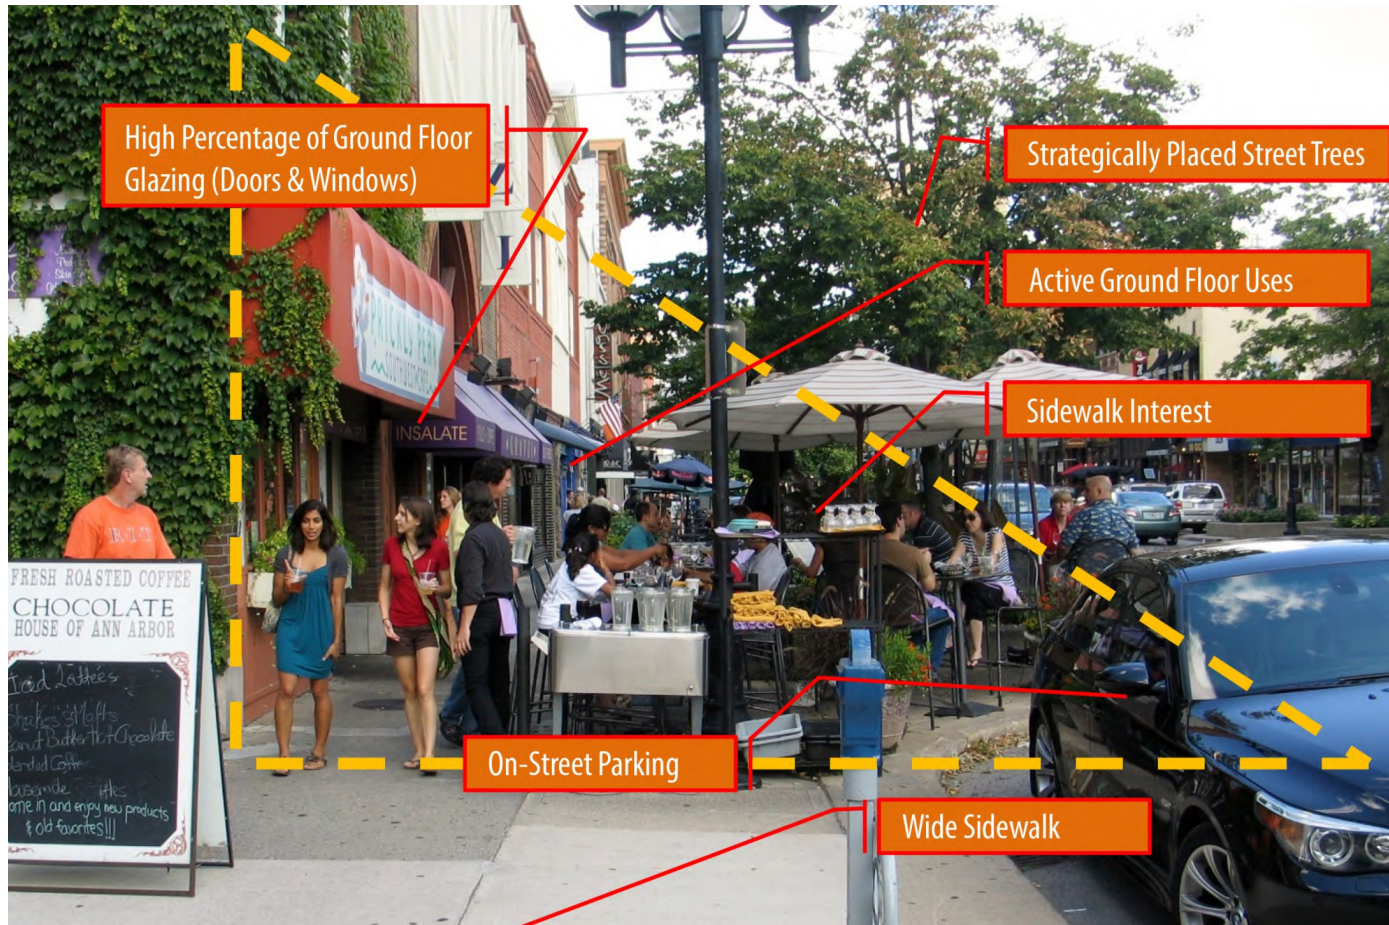 High Percentage of Ground Floor
Glazing (Doors & Windows)
Strategically Placed Street Trees
Active Ground Floor Uses
Sidewalk Interest
PRICKLY PEAR
SOUTHWEST CAFE
INSALATE
R·I·T
FRESH ROASTED COFFEE
CHOCOLATE
HOUSE OF ANN ARBOR
Iced Lattes
Shakes & Malts
Peanut Butter Hot Chocolate
Blended Coffee
come in and enjoy new products
& old favorites!!!
On-Street Parking
Wide Sidewalk